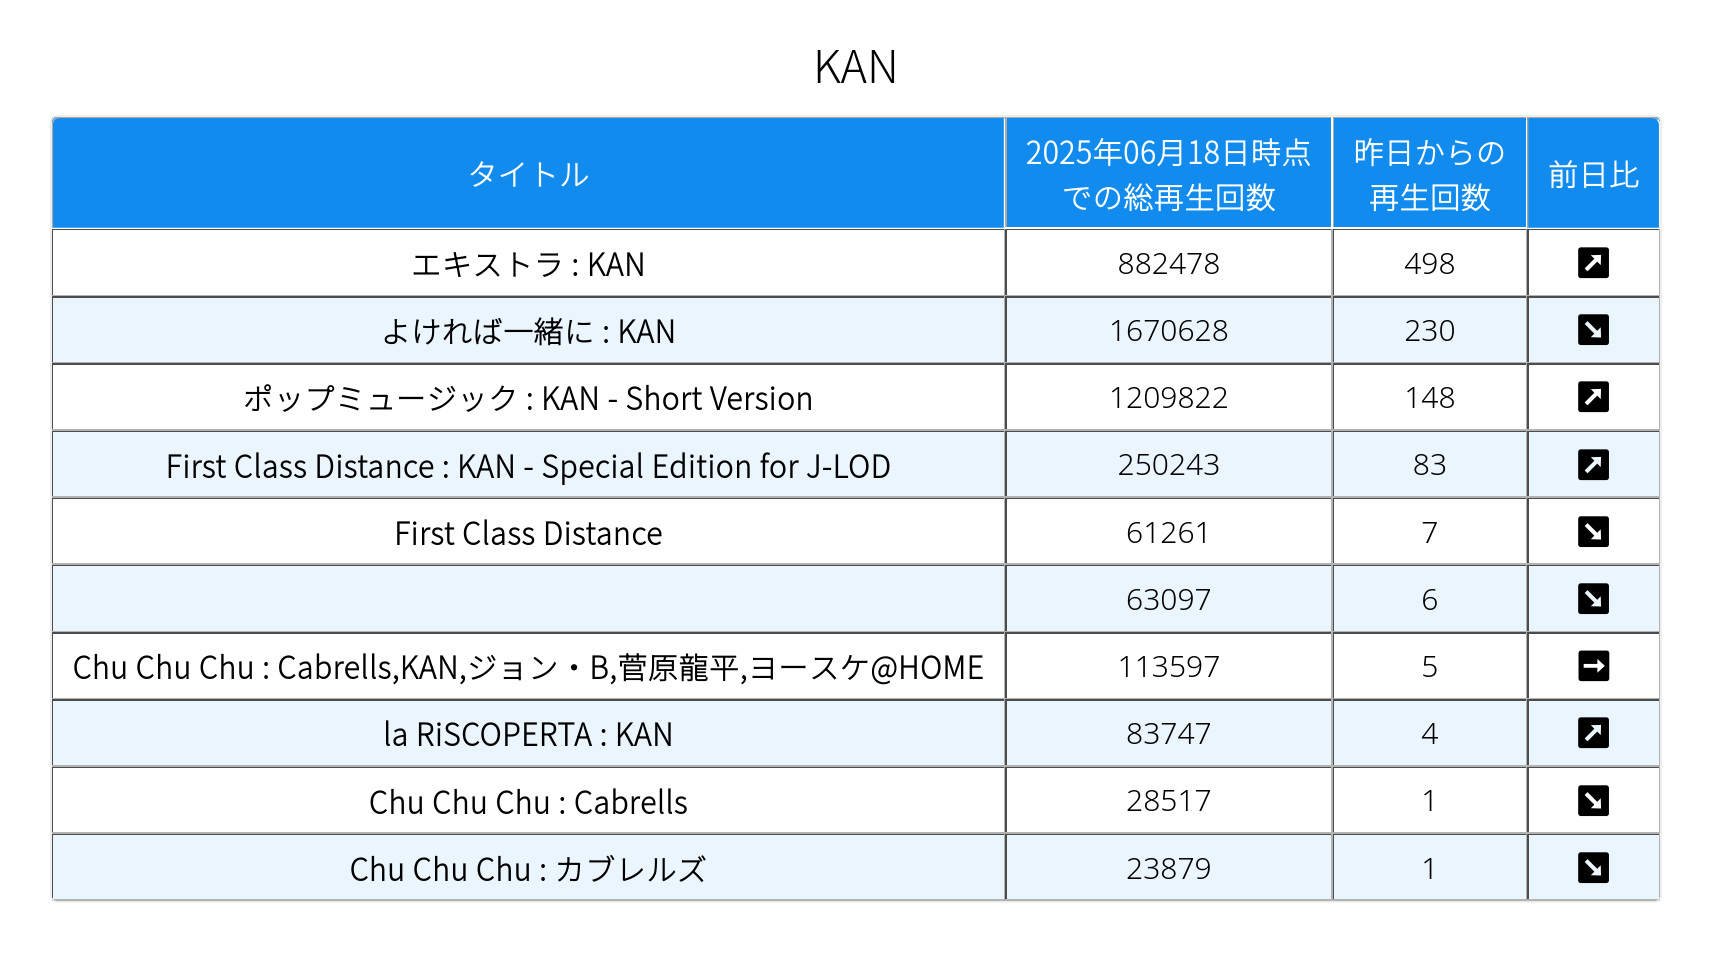 KAN
タイトル
2025年06月18日時点
での総再生回数
昨日からの
再生回数
前日比
エキストラ : KAN 882478 498
よければ一緒に : KAN 1670628 230
ポップミュージック : KAN - Short Version 1209822 148
First Class Distance : KAN - Special Edition for J-LOD 250243 83
First Class Distance 61261 7
63097 6
Chu Chu Chu : Cabrells,KAN,ジョン・B,菅原龍平,ヨースケ@HOME 113597 5
la RiSCOPERTA : KAN 83747 4
Chu Chu Chu : Cabrells 28517 1
Chu Chu Chu : カブレルズ 23879 1